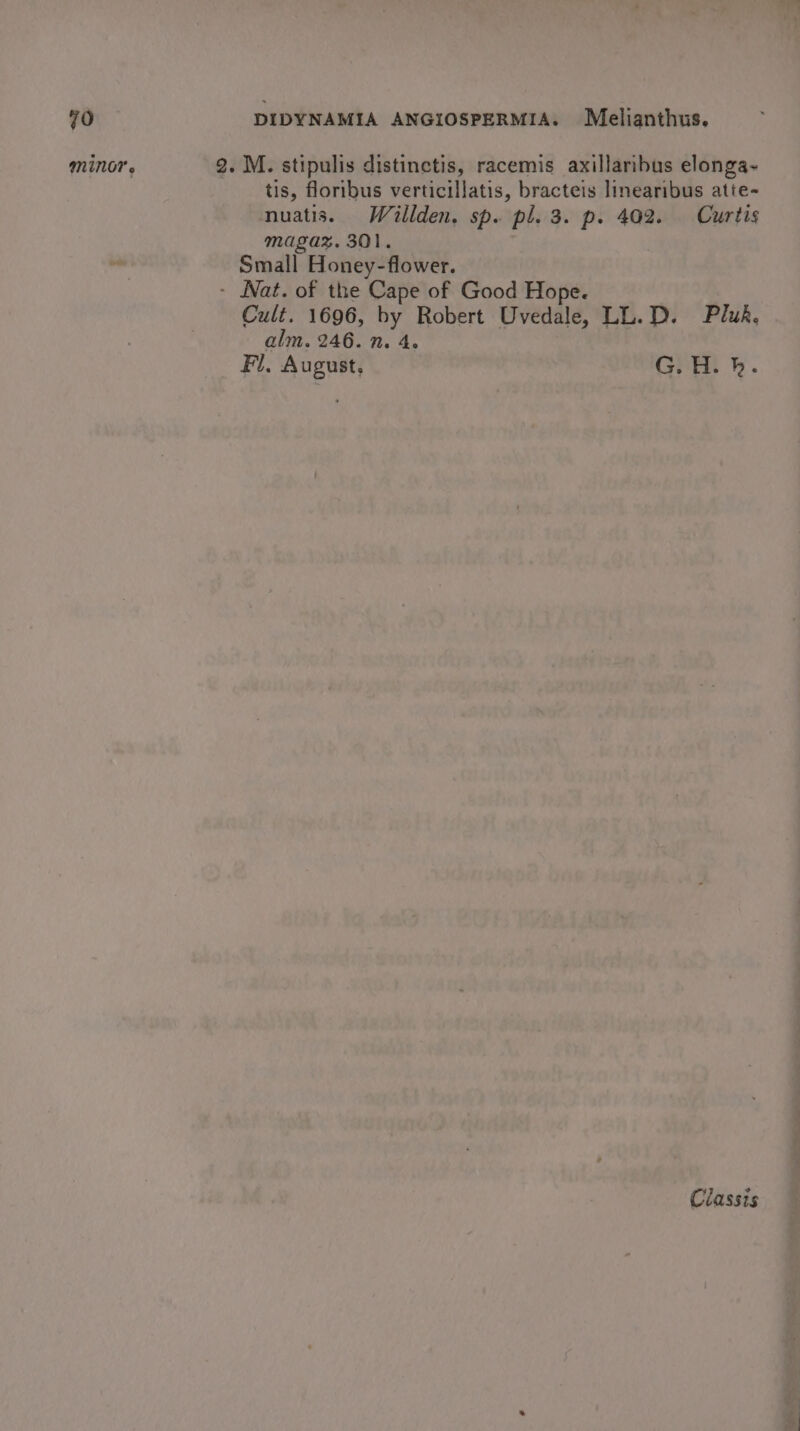 70 DIDYNAMIA ANGIOSPERMIA. Melianthus.
minor. 2. M. stipulis distinctis, racemis axillaribus elonga-
tis, floribus verticillatis, bracteis linearibus atte-
nuatis. Willden. sp. pl. 3. p. 402. Curtis
magaz. 301.
Small Honey-flower.
Nat. of the Cape of Good Hope.
Cult. 1696, by Robert Uvedale, LL.D. Pluk.
alm. 246. n. 4.
Fl. August. G. H. ♄.
Classis